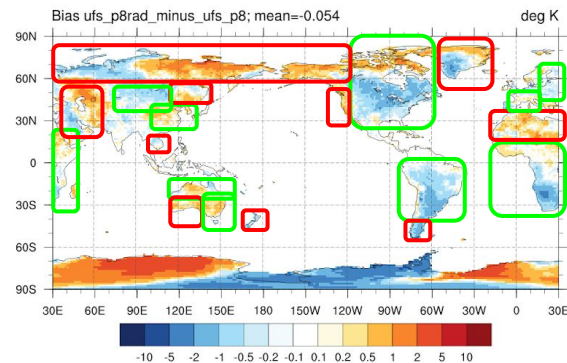 Bias ufs_p8rad_minus_ufs_p8; mean=-0.054 deg K
90N
60N
30N
0
30S
60S
90S
30E 60E 90E 120E 150E 180 150W 120W 90W 60W 30W 0 30E
-10 -5 -2 -1 -0.5 -0.2 -0.1 0.1 0.2 0.5 1 2 5 10